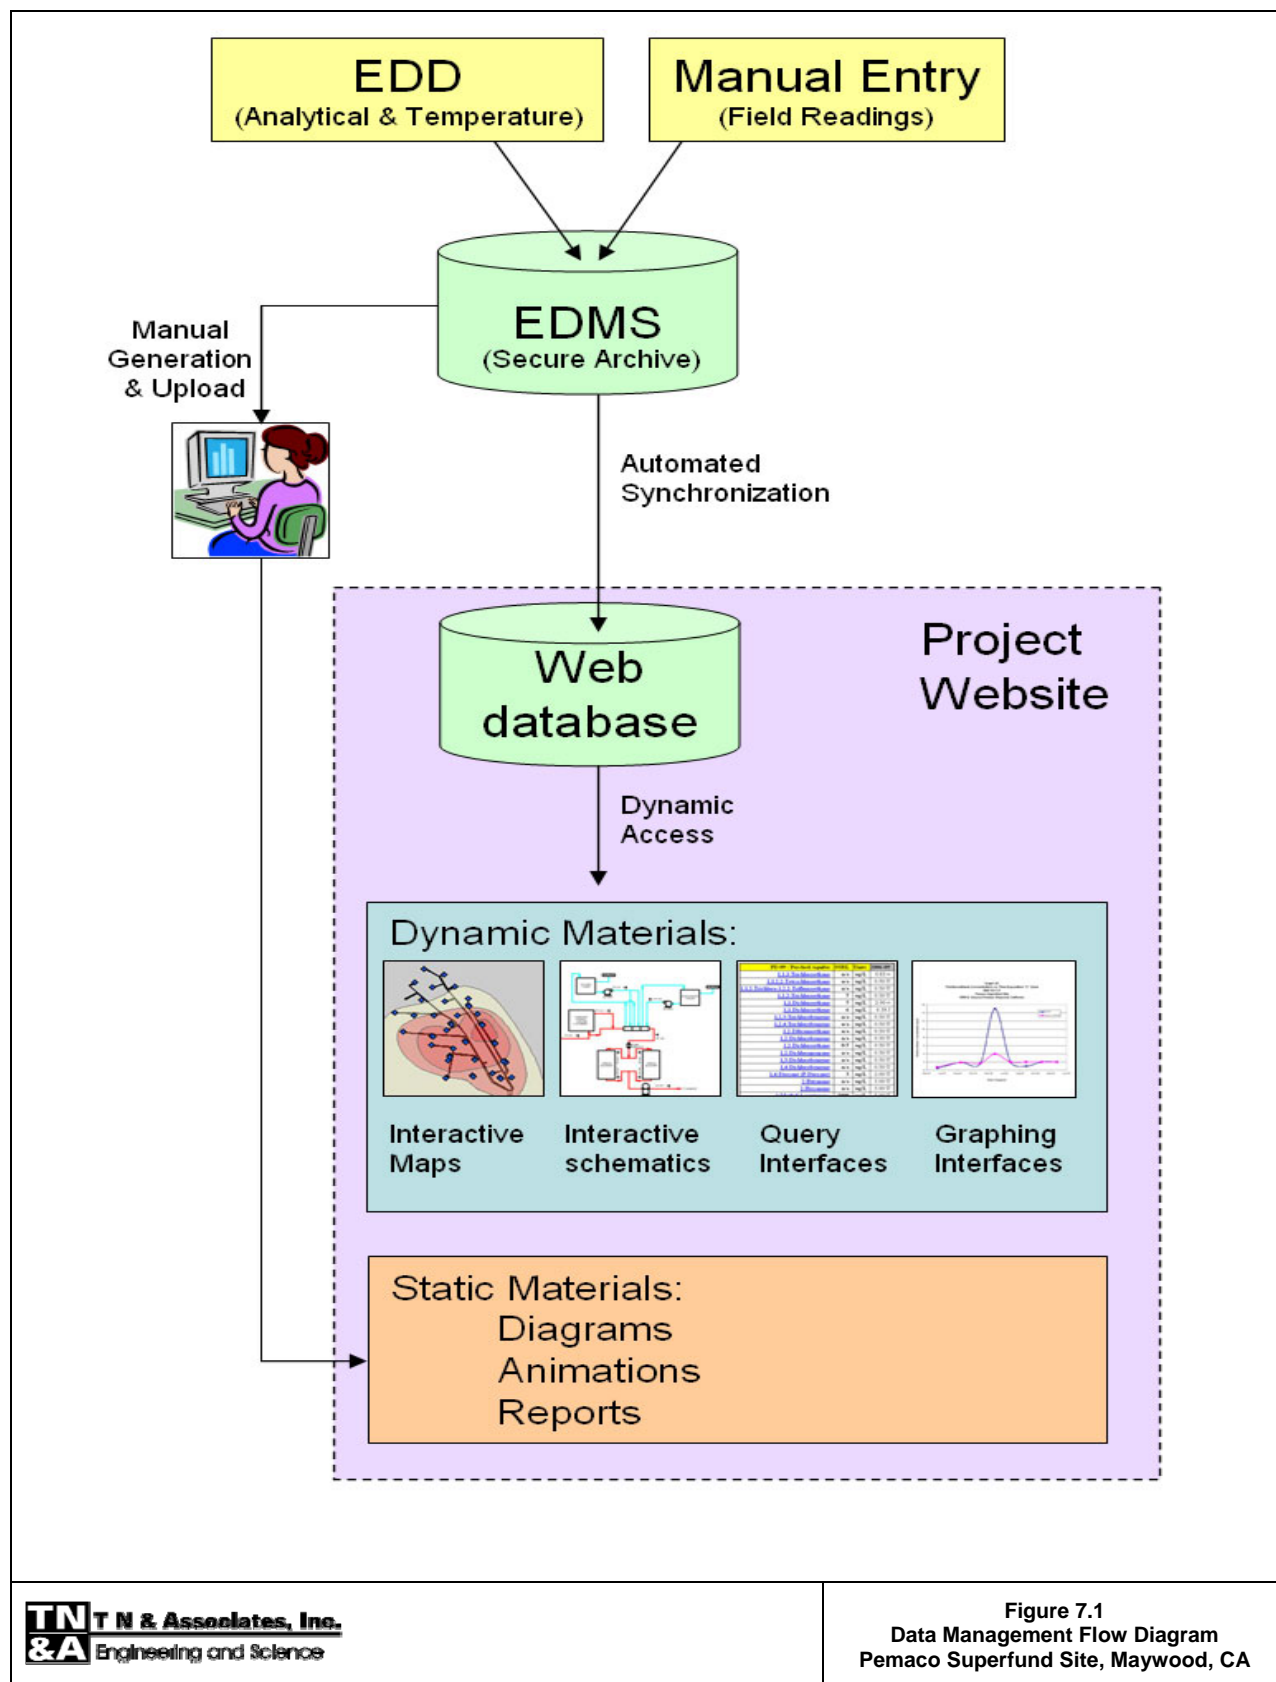 EDD
(Analytical & Temperature)
Manual Entry
(Field Readings)
EDMS
(Secure Archive)
Manual
Generation
& Upload
Automated
Synchronization
Project
Website
Web
database
Dynamic
Access
Dynamic Materials:
Interactive
Maps
Interactive
schematics
Query
Interfaces
Graphing
Interfaces
Static Materials:
Diagrams
Animations
Reports
TN
&A
T N & Associates, Inc.
Engineering and Science
Figure 7.1
Data Management Flow Diagram
Pemaco Superfund Site, Maywood, CA